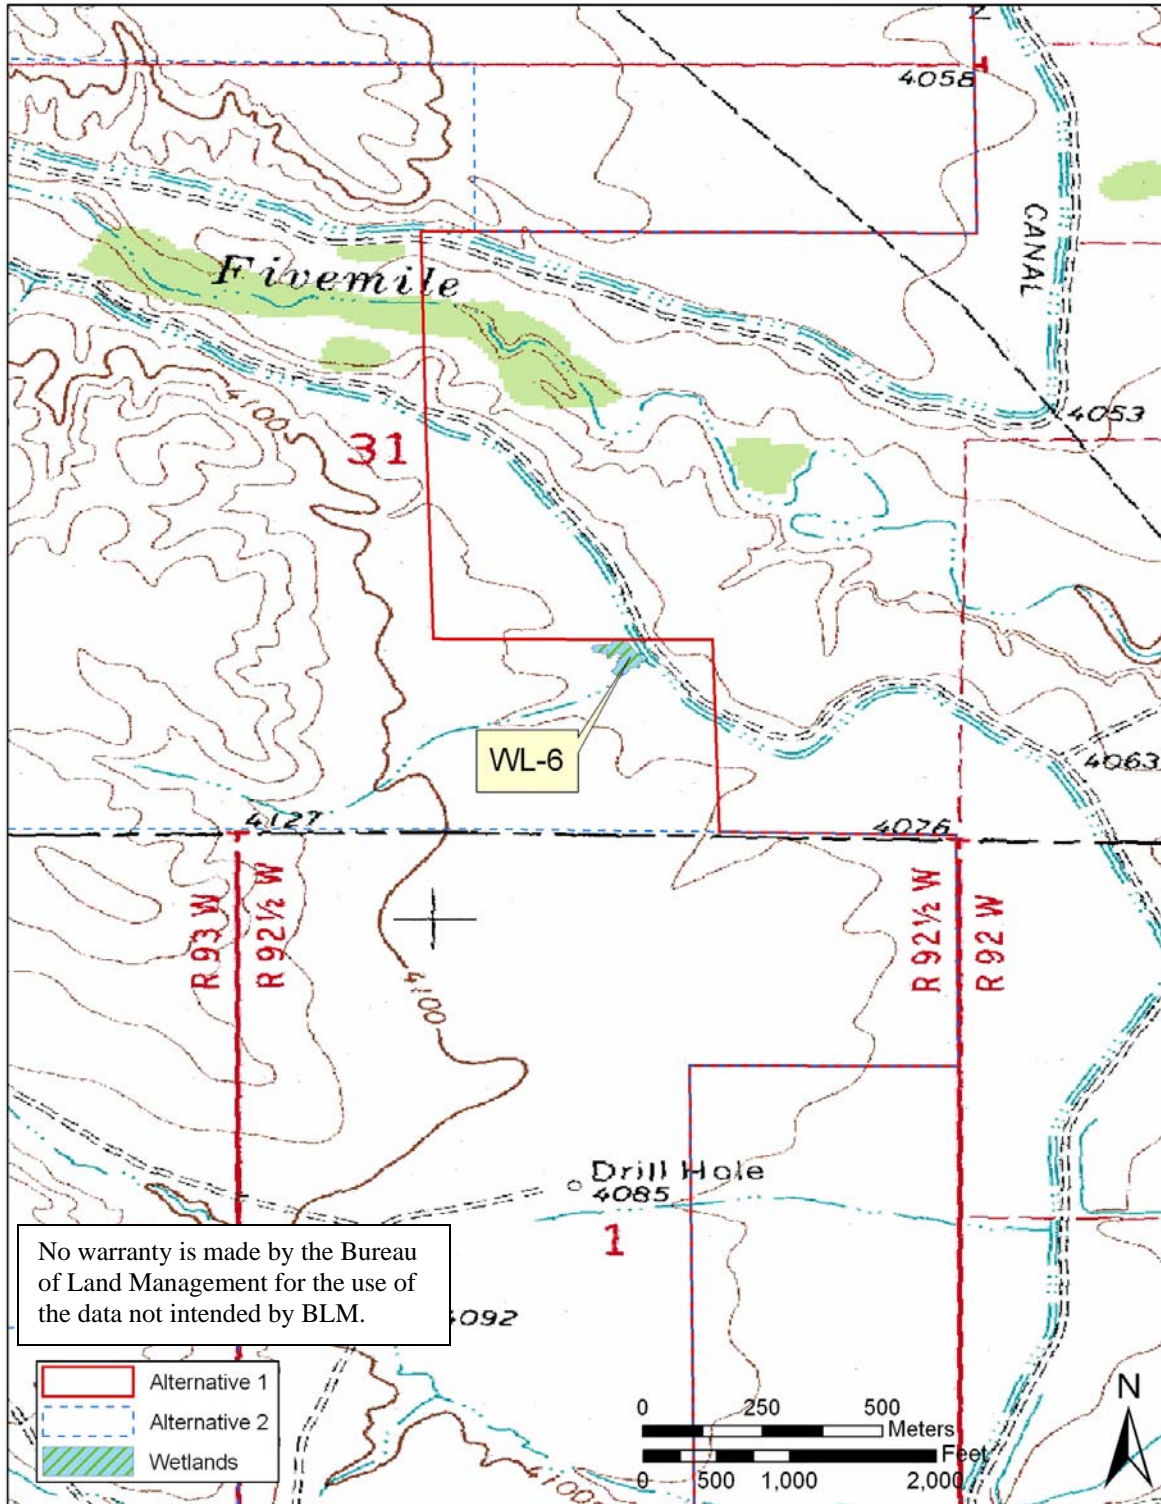 4058
CANAL
Fivemile
4053
4100
31
WL-6
4063
4127
4076
R 93 W
R 92½ W
R 92½ W
R 92 W
4100
Drill Hole
4085
1
No warranty is made by the Bureau
of Land Management for the use of
the data not intended by BLM.
4092
Alternative 1
Alternative 2
Wetlands
4100
0 250 500
Meters
Feet
0 500 1,000 2,000
N